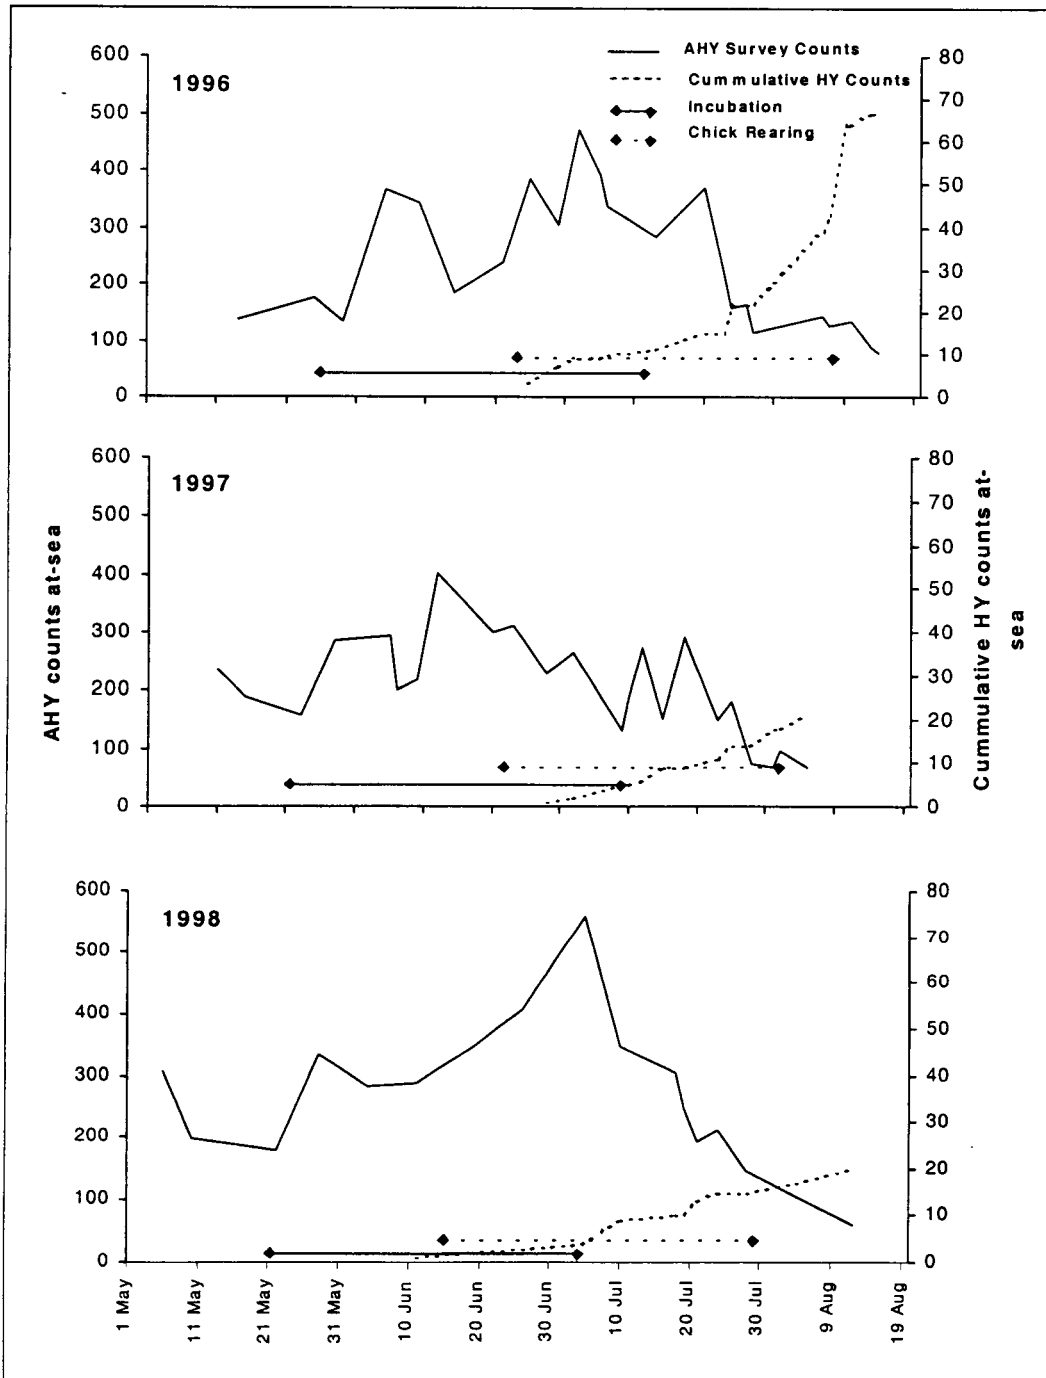 600
500
400
300
200
100
0
1996
AHY Survey Counts
Cummulative HY Counts
Incubation
Chick Rearing
80
70
60
50
40
30
20
10
0
600
500
400
300
200
100
0
1997
80
70
60
50
40
30
20
10
0
AHY counts at-sea
Cummulative HY counts at-
sea
600
500
400
300
200
100
0
1998
80
70
60
50
40
30
20
10
0
1 May
11 May
21 May
31 May
10 Jun
20 Jun
30 Jun
10 Jul
20 Jul
30 Jul
9 Aug
19 Aug